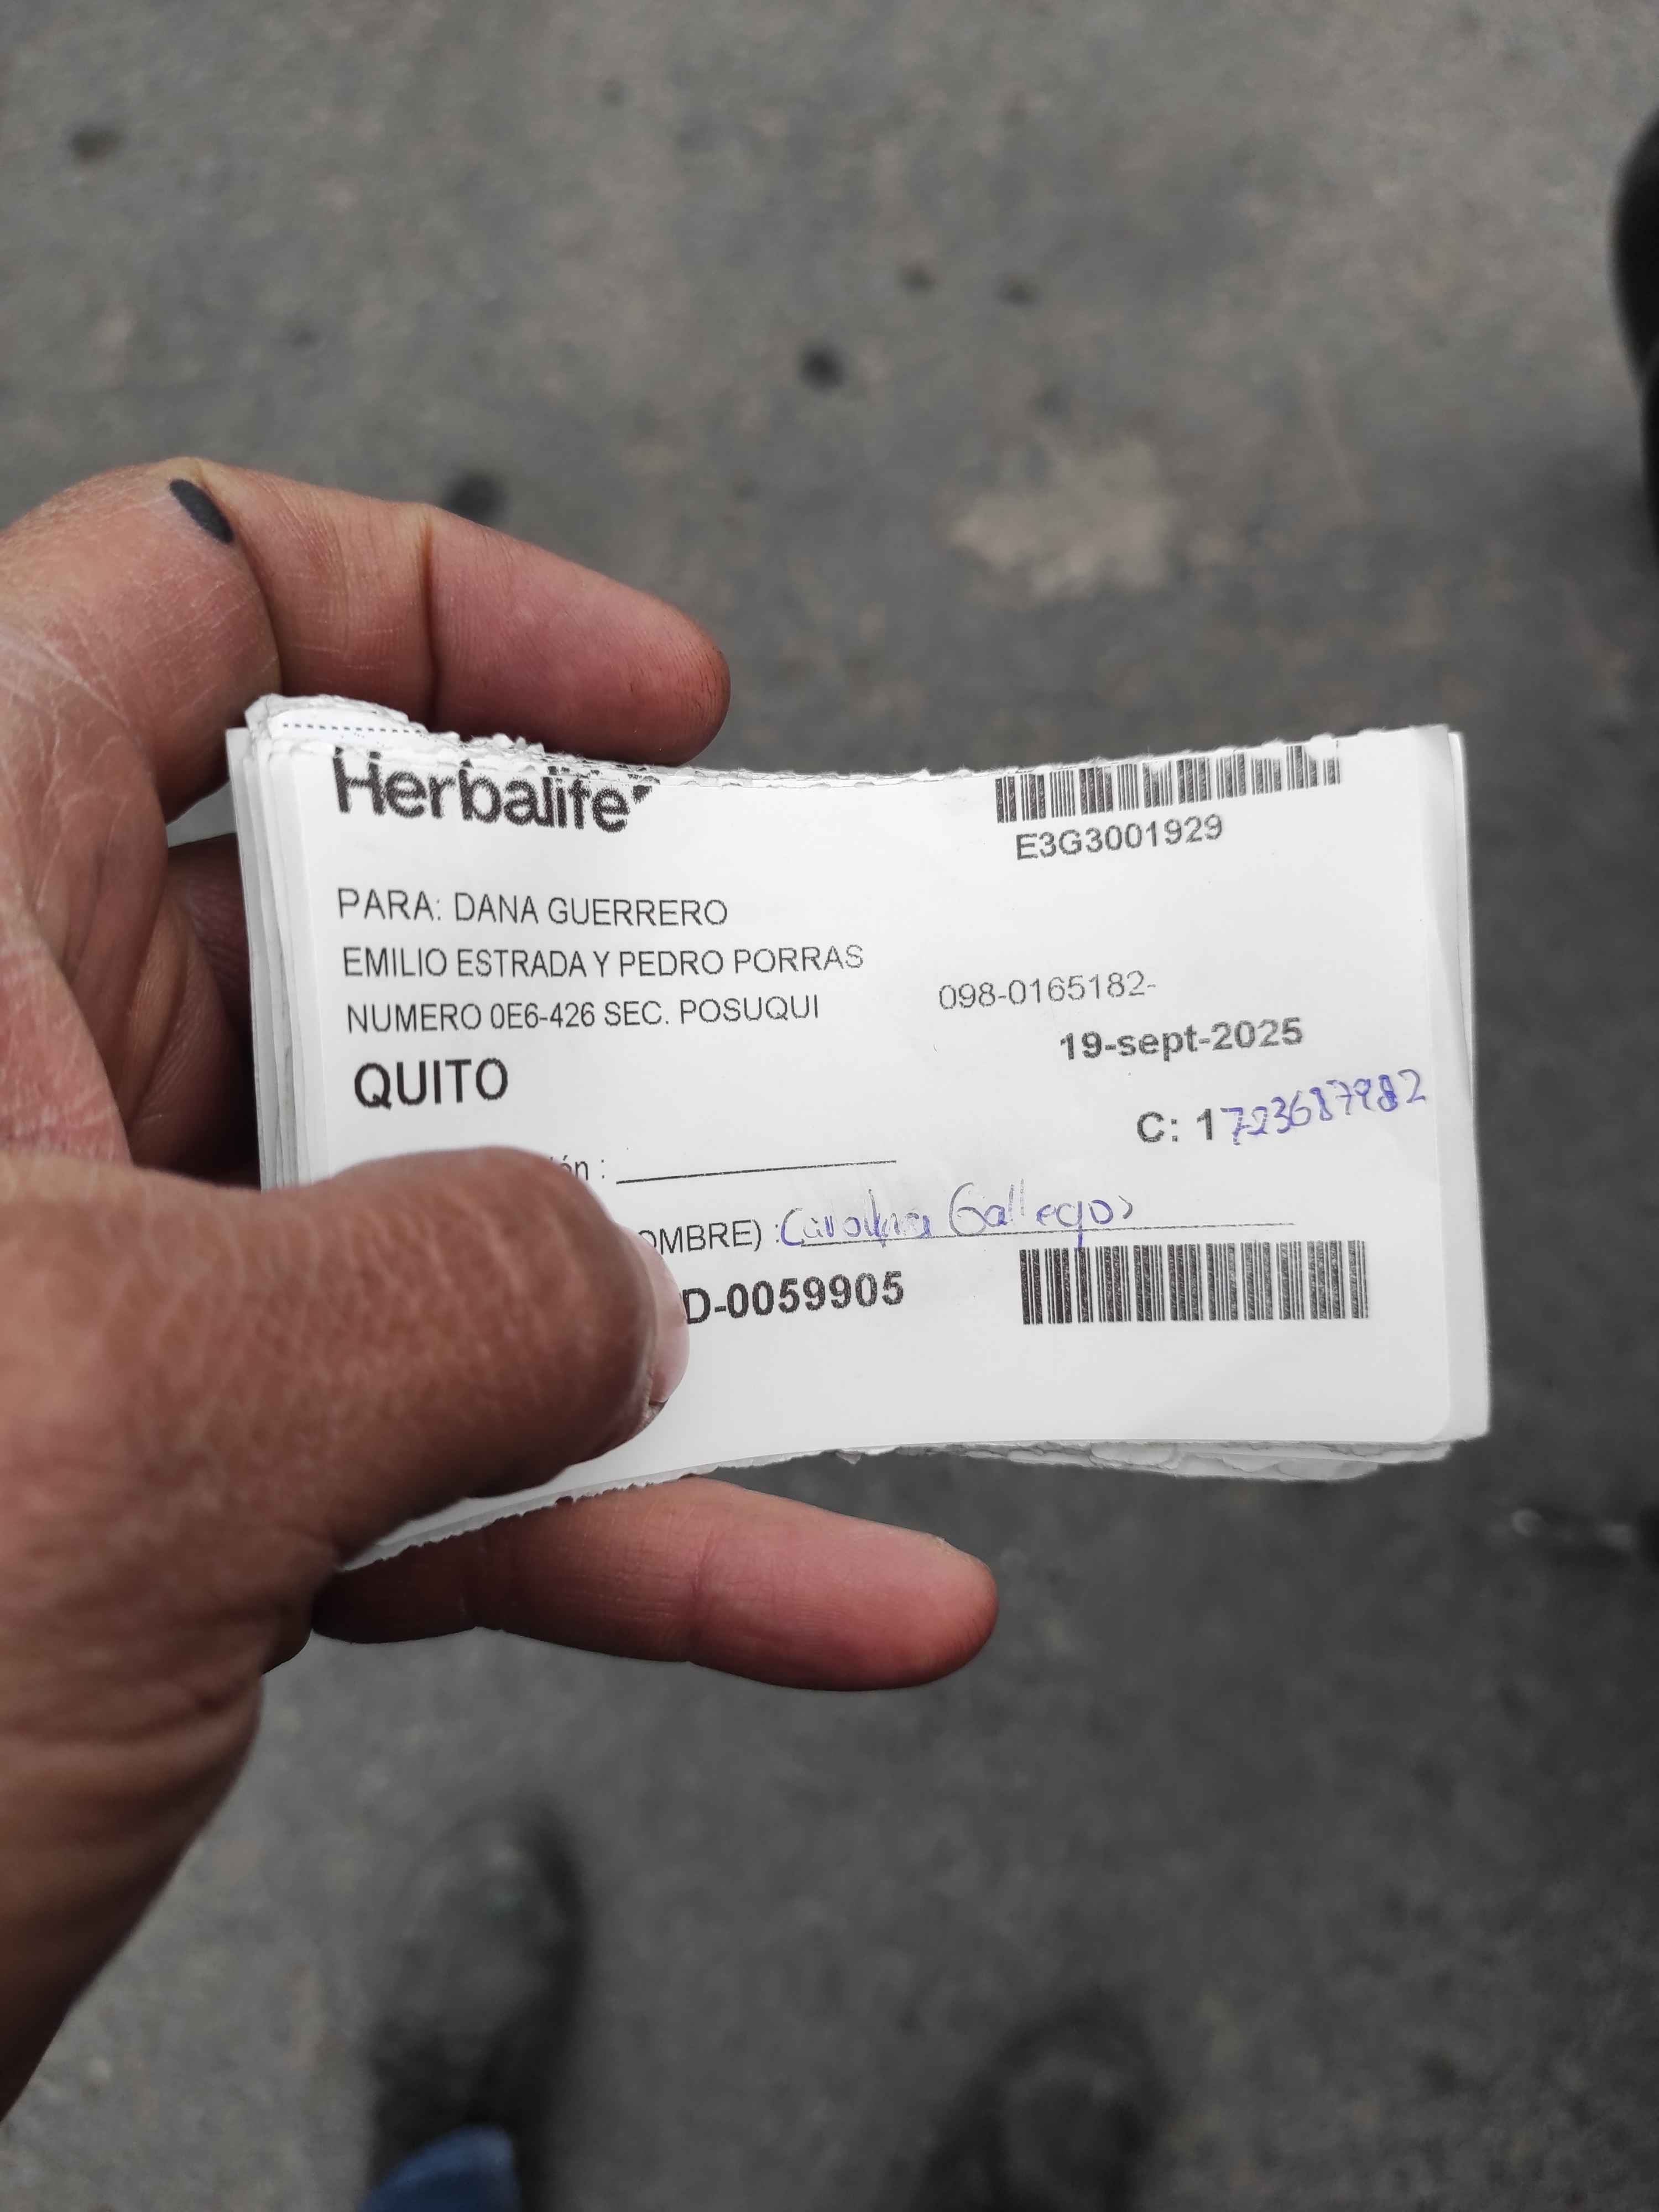 Herbalife
E3G3001929
PARA: DANA GUERRERO
EMILIO ESTRADA Y PEDRO PORRAS
NUMERO 0E6-426 SEC. POSUQUI
098-0165182-
19-sept-2025
QUITO
C: 1723687982
ón :
OMBRE) : Carolina Gallegos
D-0059905